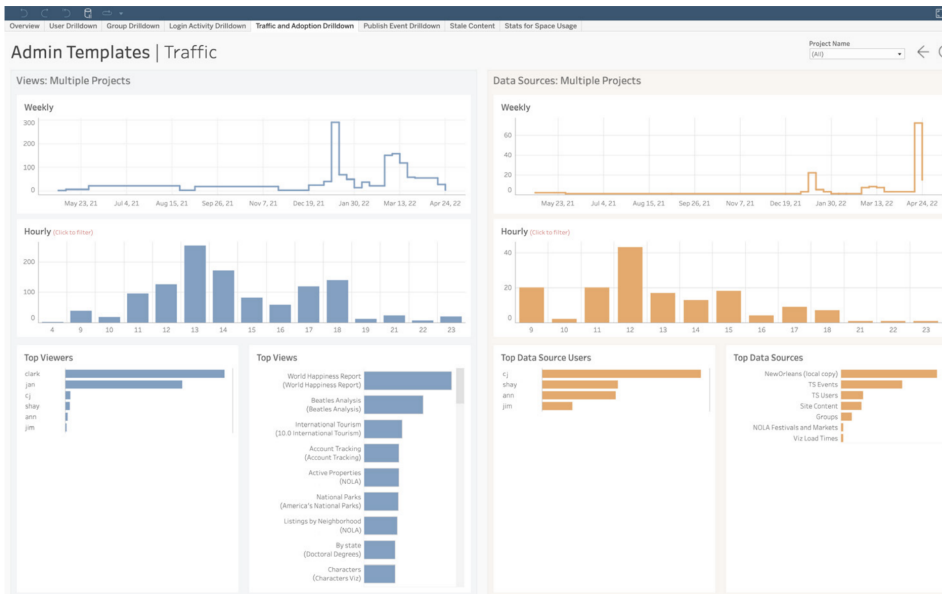 Overview User Drilldown Group Drilldown Login Activity Drilldown Traffic and Adoption Drilldown Publish Event Drilldown Stale Content Stats for Space Usage
Admin Templates | Traffic
Project Name
(All)
Views: Multiple Projects
Weekly
300
200
100
0
May 23, 21 Jul 4, 21 Aug 15, 21 Sep 26, 21 Nov 7, 21 Dec 19, 21 Jan 30, 22 Mar 13, 22 Apr 24, 22
Hourly (Click to filter)
200
100
0
4 9 10 11 12 13 14 15 16 17 18 19 21 22 23
Top Viewers
clark
jan
cj
shay
ann
jim
Top Views
World Happiness Report
(World Happiness Report)
Beatles Analysis
(Beatles Analysis)
International Tourism
(10.0 International Tourism)
Account Tracking
(Account Tracking)
Active Properties
(NOLA)
National Parks
(America's National Parks)
Listings by Neighborhood
(NOLA)
By state
(Doctoral Degrees)
Characters
(Characters Viz)
Data Sources: Multiple Projects
Weekly
60
40
20
0
May 23, 21 Jul 4, 21 Aug 15, 21 Sep 26, 21 Nov 7, 21 Dec 19, 21 Jan 30, 22 Mar 13, 22 Apr 24, 22
Hourly (Click to filter)
40
20
0
9 10 11 12 13 14 15 16 17 18 21 22 23
Top Data Source Users
cj
shay
ann
jim
Top Data Sources
NewOrleans (local copy)
TS Events
TS Users
Site Content
Groups
NOLA Festivals and Markets
Viz Load Times